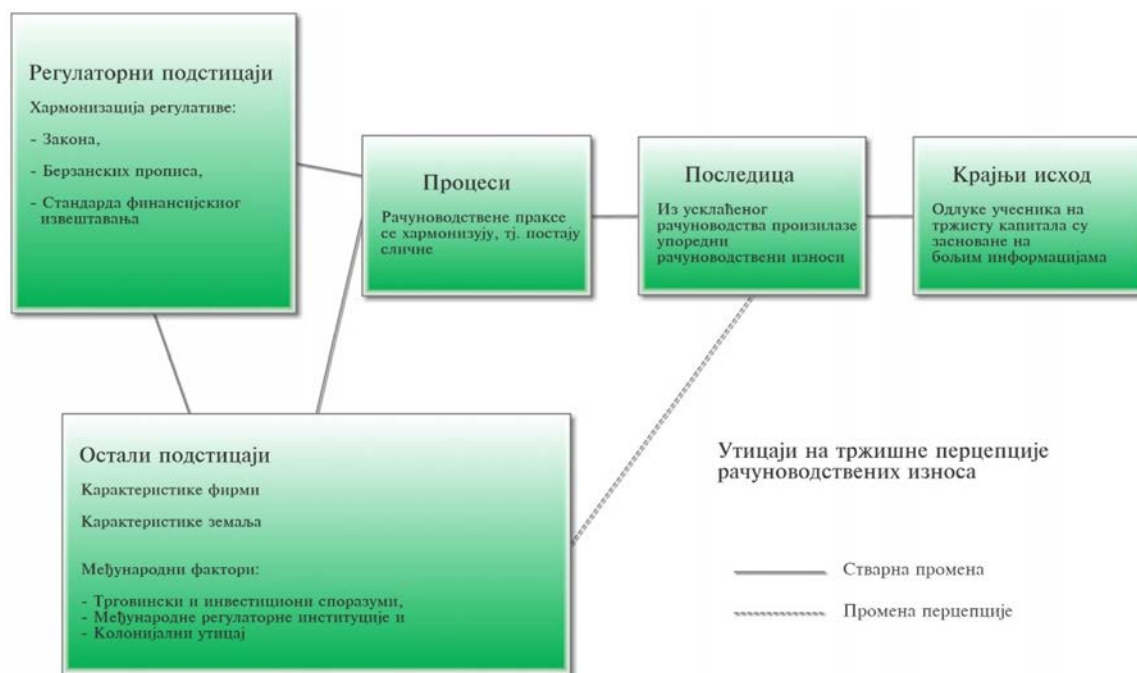 Регулаторни подстицаји
Хармонизација регулативе:
- Закона,
- Берзанских прописа,
- Стандарда финансијског
извештавања
Процеси
Рачуноводствене праксе
се хармонизују, тј. постају
сличне
Последица
Из усклађеног
рачуноводства произилазе
упоредни
рачуноводствени износи
Крајњи исход
Одлуке учесника на
тржисту капитала су
засноване на
бољим информацијама
Остали подстицаји
Карактеристике фирми
Карактеристике земаља
Међународни фактори:
- Трговински и инвестициони споразуми,
- Међународне регулаторне институције и
- Колонијални утицај
Утицаји на тржишне перцепције
рачуноводствених износа
Стварна промена
Промена перцепције